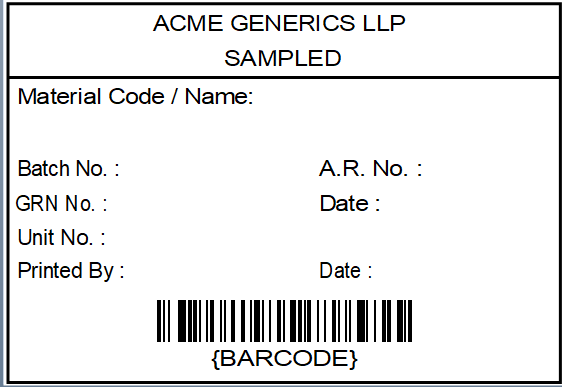 ACME GENERICS LLP
SAMPLED
Material Code / Name:
Batch No. : A.R. No. :
GRN No. : Date :
Unit No. :
Printed By : Date :
{BARCODE}